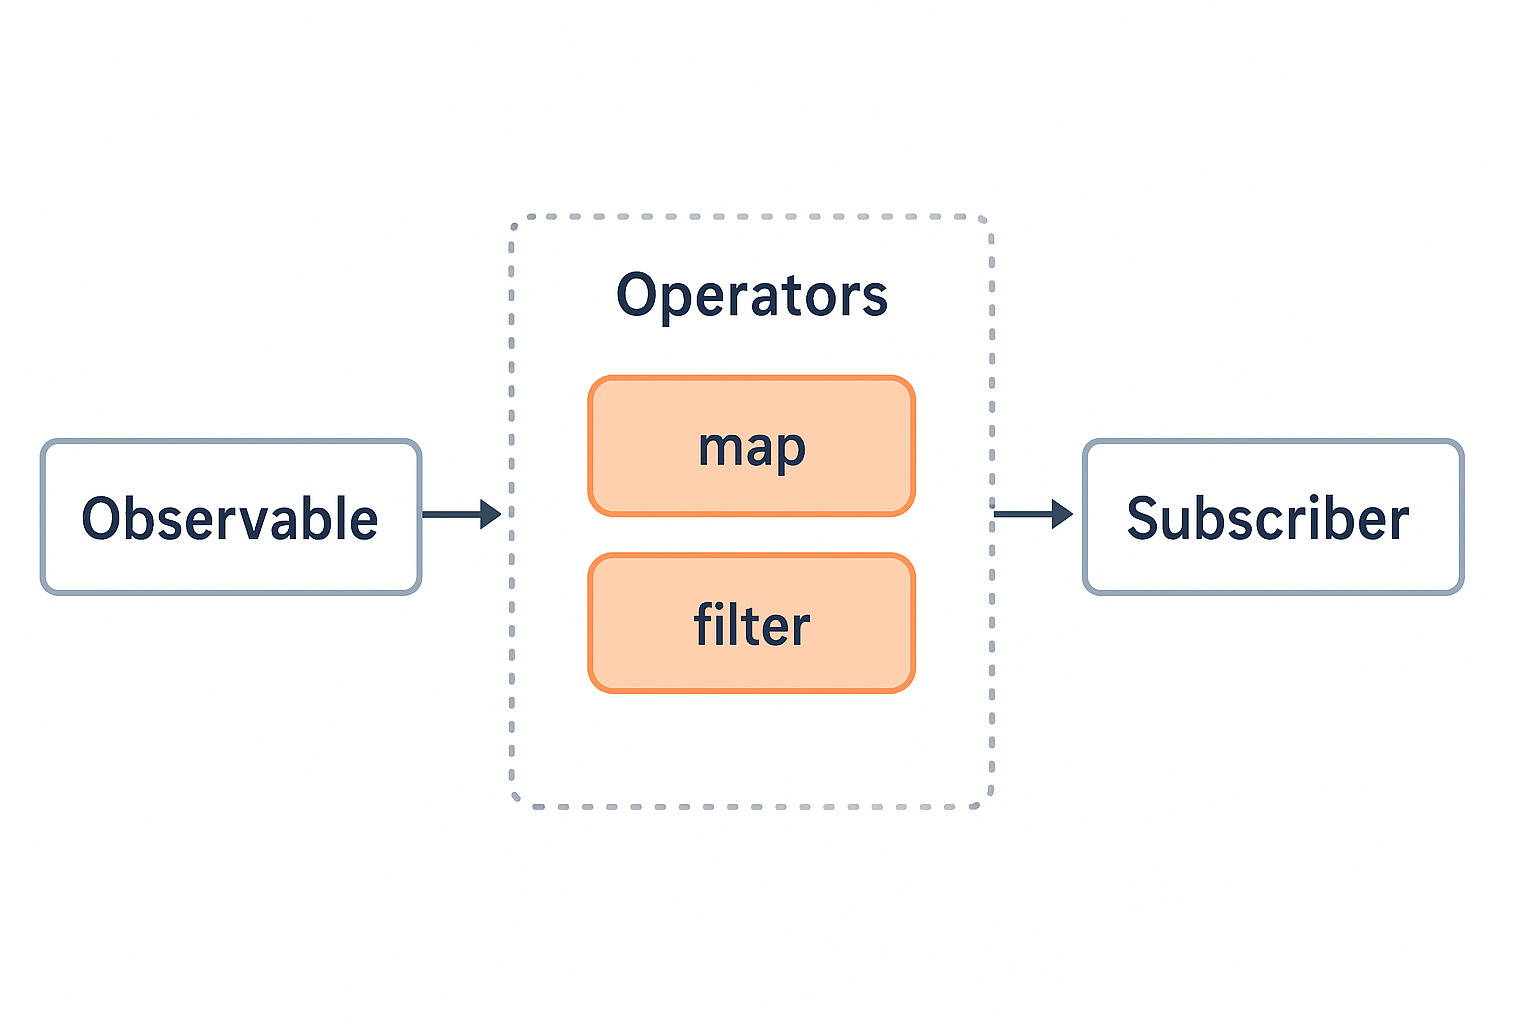 Operators
map
Observable
Subscriber
filter